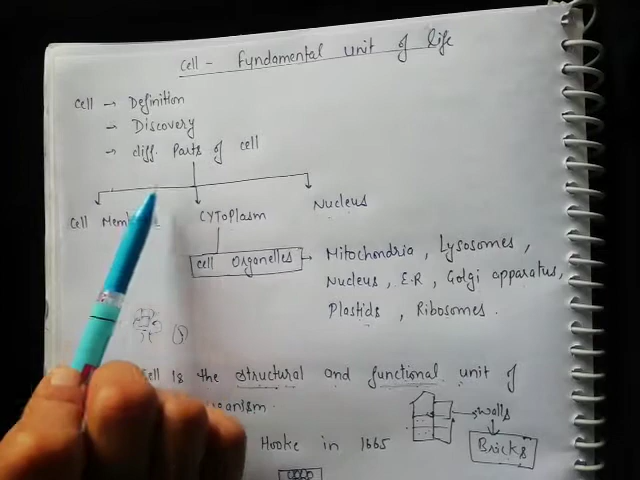 Cell - Fundamental unit of life
Cell → Definition
→ Discovery
→ diff. Parts of cell
Cell
Cytoplasm
Nucleus
Cell Organelles → Mitochondria, Lysosomes,
Nucleus, E.R, Golgi apparatus,
Plastids, Ribosomes.
is the structural and functional unit of
walls
Hooke in 1665
Bricks